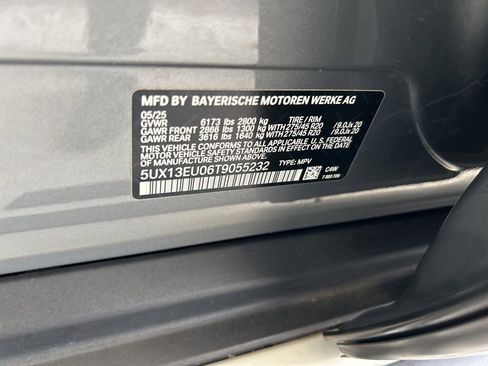 MFD BY BAYERISCHE MOTOREN WERKE AG
05/25
GVWR 6173 lbs 2800 kg TIRE / RIM
GAWR FRONT 2866 lbs 1300 kg WITH 275/45 R20 / 9.0J x 20
GAWR REAR 3616 lbs 1640 kg WITH 275/45 R20 / 9.0J x 20
THIS VEHICLE CONFORMS TO ALL APPLICABLE U.S. FEDERAL
MOTOR VEHICLE SAFETY STANDARDS IN EFFECT ON THE DATE
OF MANUFACTURE SHOWN ABOVE.
5UX13EU06T9055232 TYPE: MPV C4W